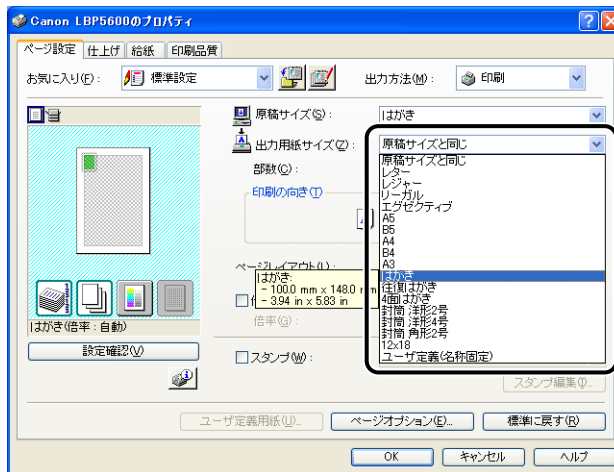 Canon LBP5600のプロパティ
ページ設定 仕上げ 給紙 印刷品質
お気に入り(F): 標準設定 出力方法(M): 印刷
原稿サイズ(S): はがき
出力用紙サイズ(Z): 原稿サイズと同じ
原稿サイズと同じ
レター
レジャー
リーガル
エグゼクティブ
A5
B5
A4
B4
A3
はがき
往復はがき
4面はがき
封筒 洋形2号
封筒 洋形4号
封筒 角形2号
12x18
ユーザ定義(名称固定)
部数(C):
印刷の向き(T)
A
ページレイアウト(L):
はがき:
- 100.0 mm x 148.0 m
- 3.94 in x 5.83 in
倍率(G):
はがき(倍率:自動)
設定確認(V)
スタンプ(W):
スタンプ編集(I)...
ユーザ定義用紙(U)... ページオプション(E)... 標準に戻す(R)
OK キャンセル ヘルプ